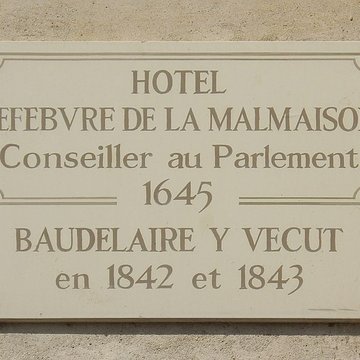 HOTEL
EFEBVRE DE LA MALMAISO
Conseiller au Parlement
1645
BAUDELAIRE Y VECUT
en 1842 et 1843